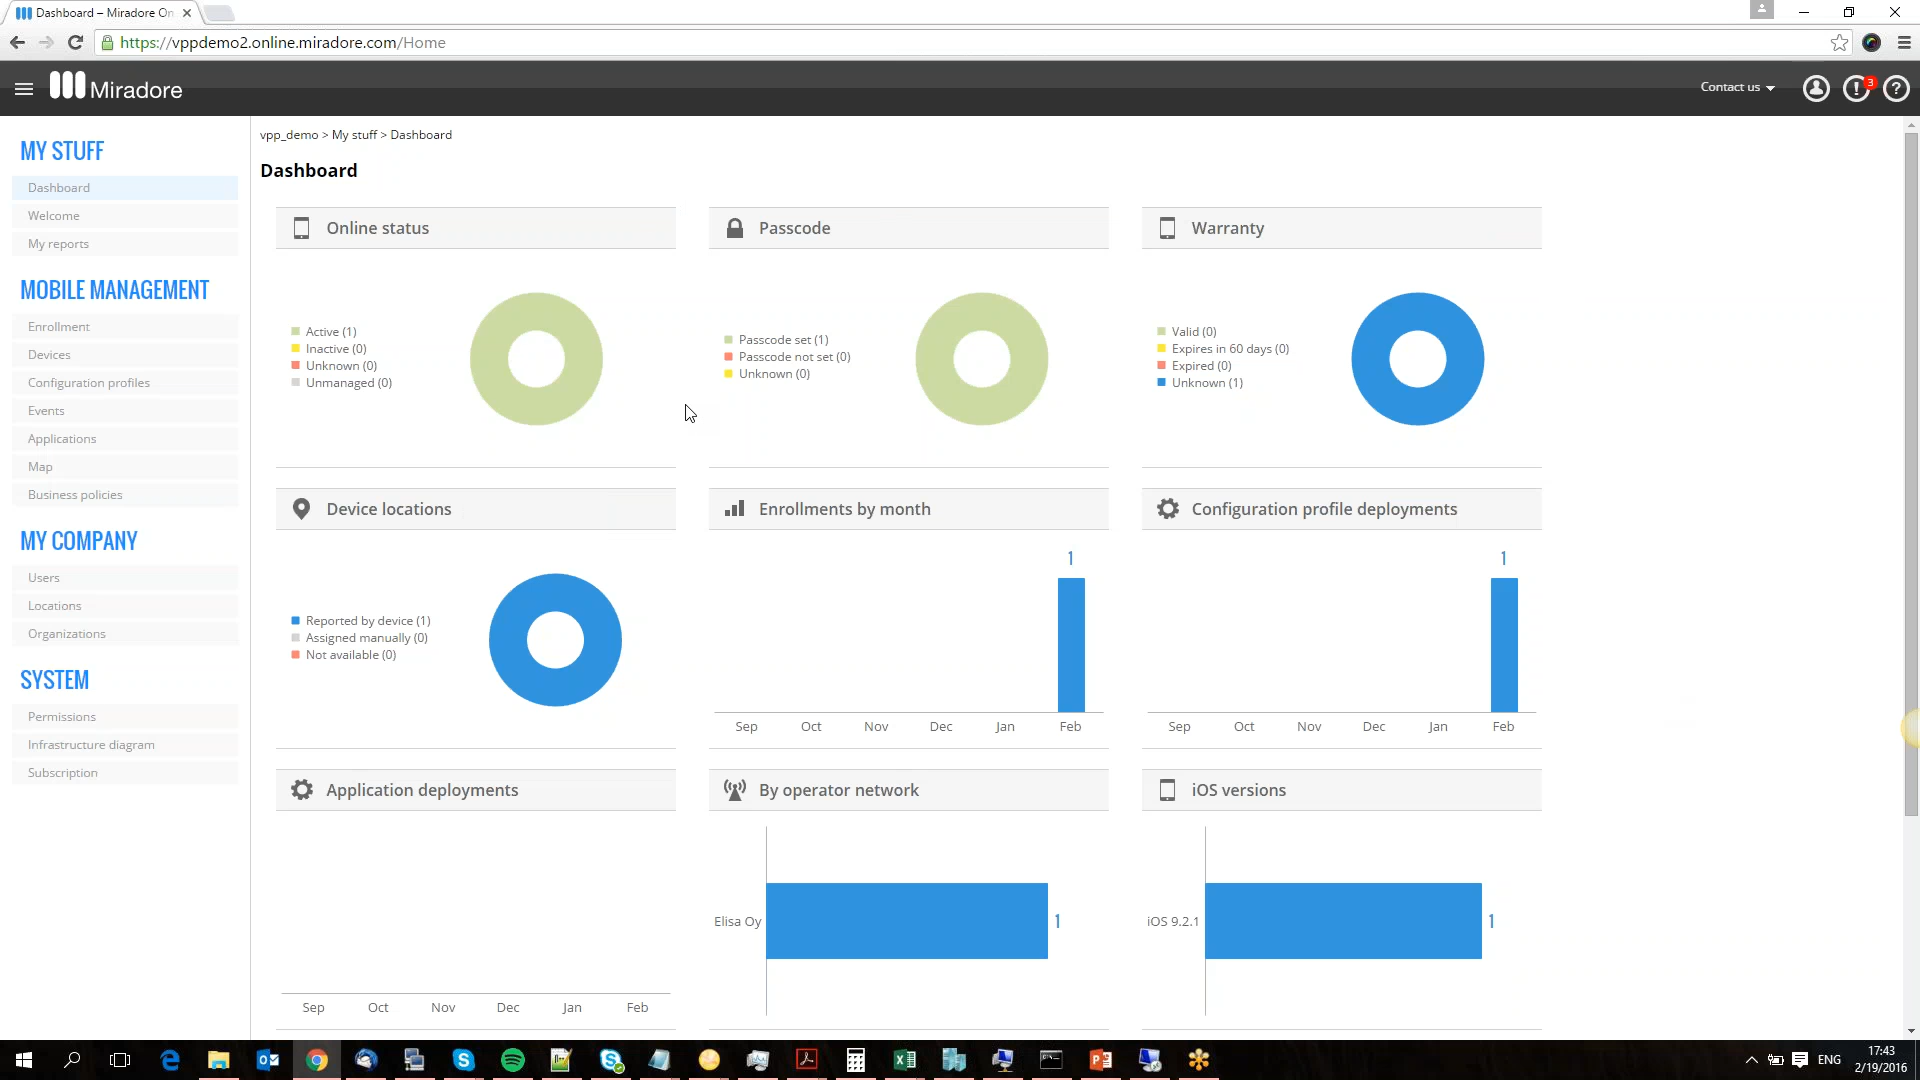 Dashboard – Miradore On
https://vppdemo2.online.miradore.com/Home
Miradore
Contact us
3
vpp_demo > My stuff > Dashboard
Dashboard
MY STUFF
Dashboard
Welcome
My reports
MOBILE MANAGEMENT
Enrollment
Devices
Configuration profiles
Events
Applications
Map
Business policies
MY COMPANY
Users
Locations
Organizations
SYSTEM
Permissions
Infrastructure diagram
Subscription
Online status
Active (1)
Inactive (0)
Unknown (0)
Unmanaged (0)
Passcode
Passcode set (1)
Passcode not set (0)
Unknown (0)
Warranty
Valid (0)
Expires in 60 days (0)
Expired (0)
Unknown (1)
Device locations
Reported by device (1)
Assigned manually (0)
Not available (0)
Enrollments by month
1
Sep Oct Nov Dec Jan Feb
Configuration profile deployments
1
Sep Oct Nov Dec Jan Feb
Application deployments
Sep Oct Nov Dec Jan Feb
By operator network
Elisa Oy 1
iOS versions
iOS 9.2.1 1
ENG
17:43
2/19/2016